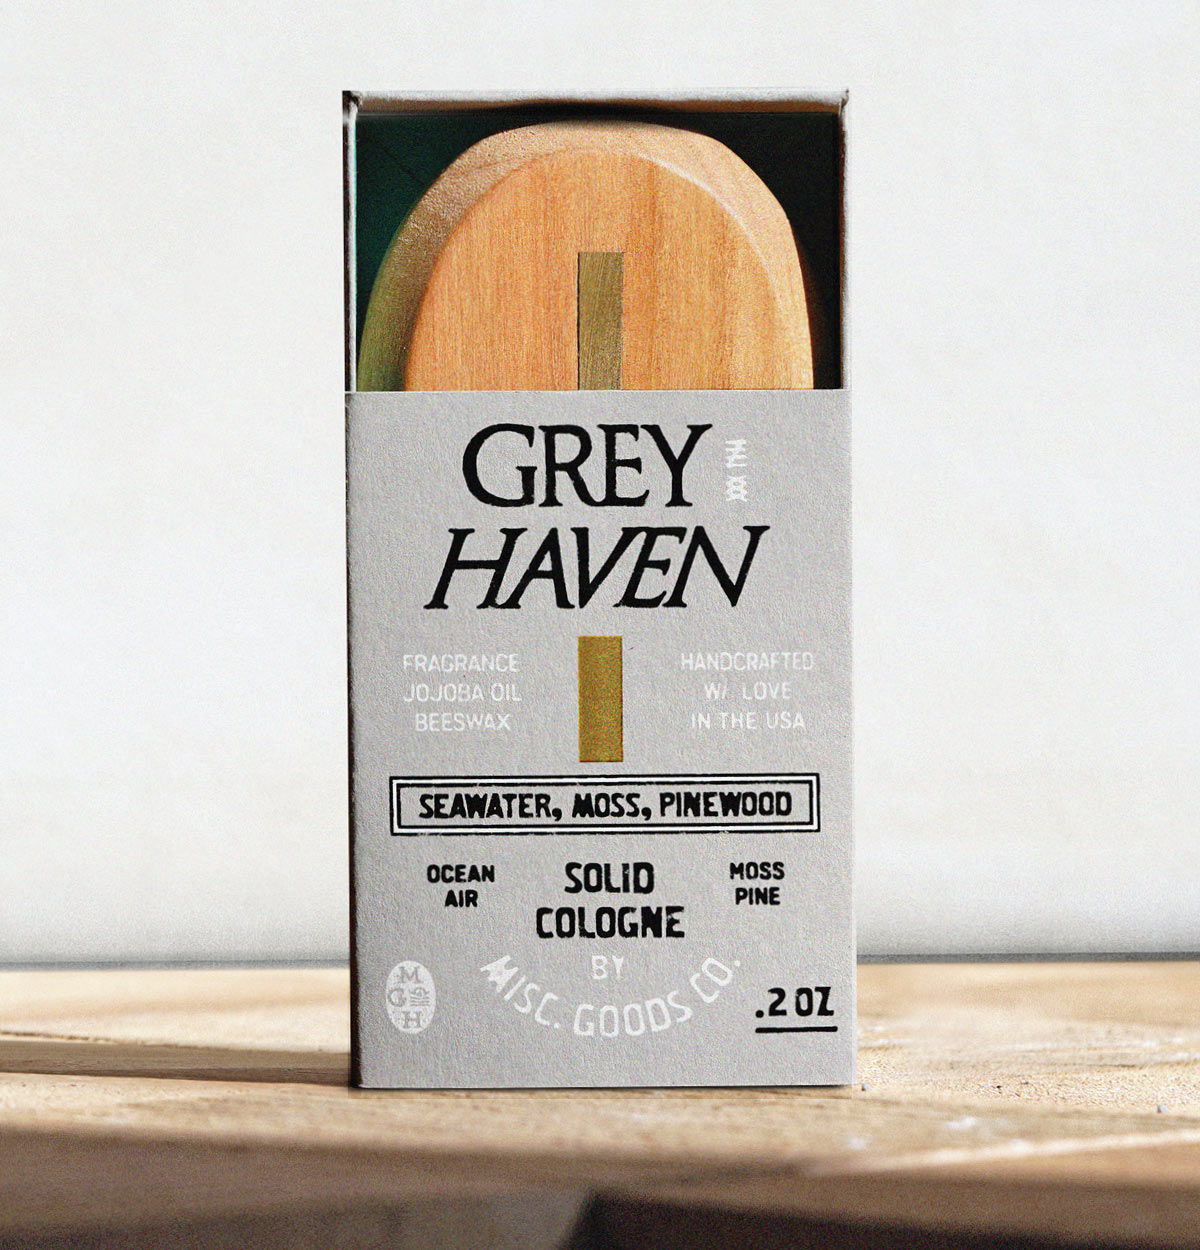 GREY
HAVEN
FRAGRANCE
JOJOBA OIL
BEESWAX
HANDCRAFTED
W/ LOVE
IN THE USA
SEAWATER, MOSS, PINEWOOD
OCEAN
AIR
SOLID
COLOGNE
MOSS
PINE
BY
MISC. GOODS CO.
M
G
H
.2 OZ